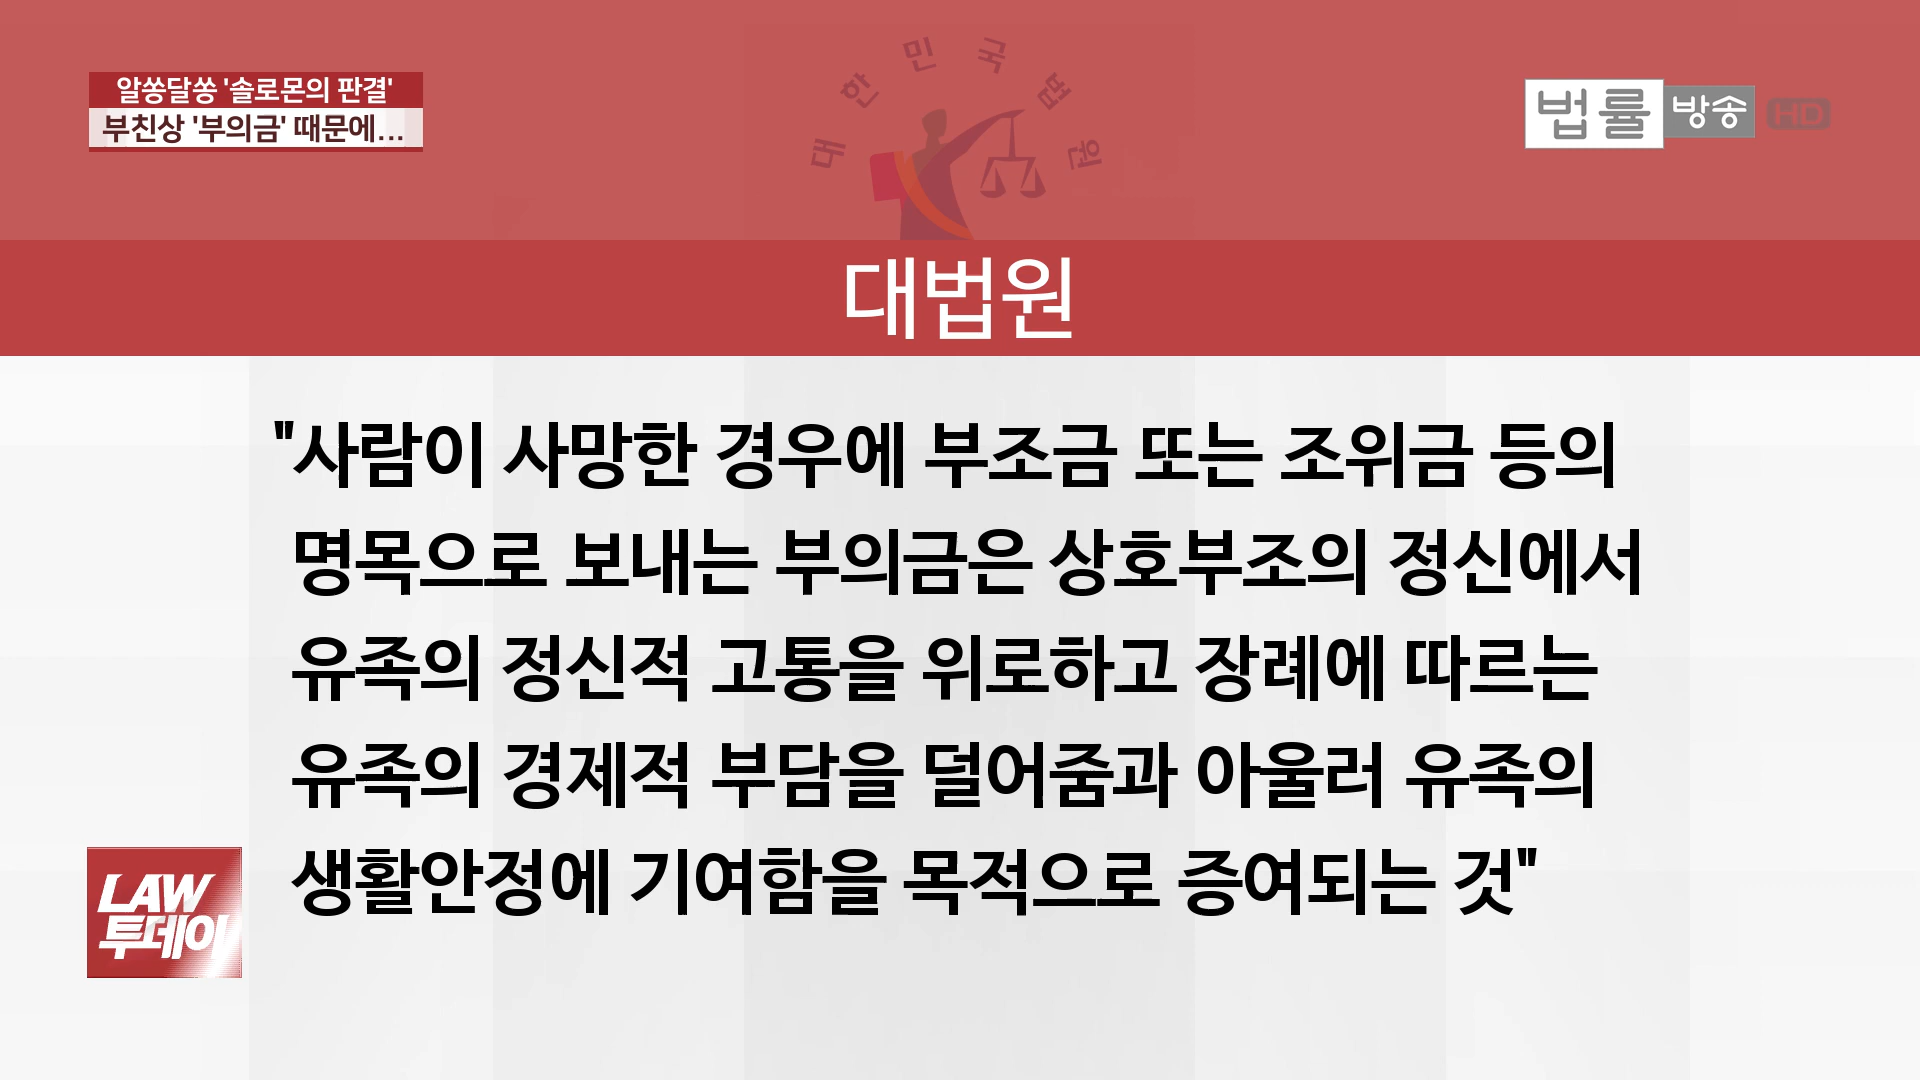 대한민국법원
알쏭달쏭 '솔로몬의 판결'
부친상 '부의금' 때문에...
법률방송 HD
대법원
"사람이 사망한 경우에 부조금 또는 조위금 등의
명목으로 보내는 부의금은 상호부조의 정신에서
유족의 정신적 고통을 위로하고 장례에 따르는
유족의 경제적 부담을 덜어줌과 아울러 유족의
생활안정에 기여함을 목적으로 증여되는 것"
LAW
투데이